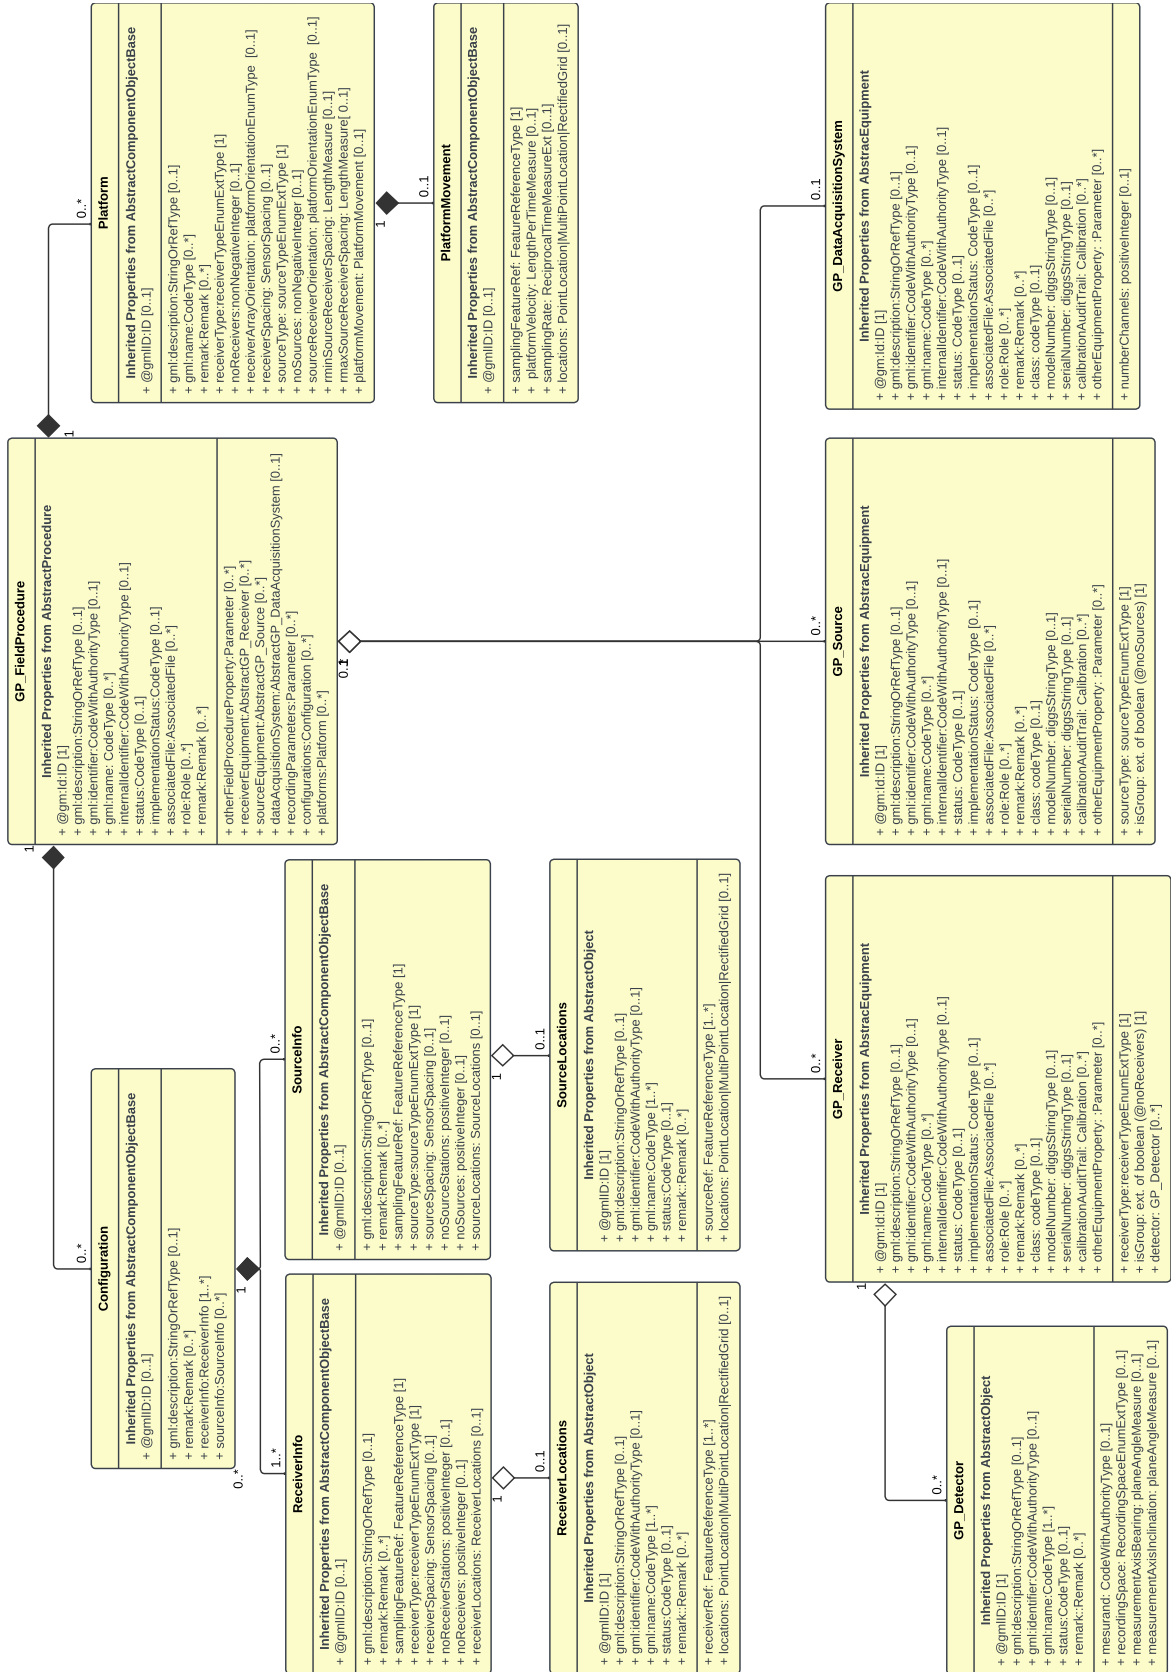 GP_FieldProcedure
Inherited Properties from AbstractProcedure
+ @gm:Id:ID [1]
+ gml:description:StringOrRefType [0..1]
+ gml:identifier:CodeWithAuthorityType [0..1]
+ gml:name: CodeType [0..*]
+ internalIdentifier:CodeWithAuthorityType [0..1]
+ status:CodeType [0..1]
+ implementationStatus:CodeType [0..1]
+ associatedFile:AssociatedFile [0..*]
+ role:Role [0..*]
+ remark:Remark [0..*]
+ otherFieldProcedureProperty:Parameter [0..*]
+ receiverEquipment:AbstractGP_Receiver [0..*]
+ sourceEquipment:AbstractGP_Source [0..*]
+ dataAcquisitionSystem:AbstractGP_DataAcquisitionSystem [0..1]
+ recordingParameters:Parameter [0..*]
+ configurations:Configuration [0..*]
+ platforms:Platform [0..*]
1
1
0..*
0..*
Configuration
Inherited Properties from AbstractComponentObjectBase
+ @gmlID:ID [0..1]
+ gml:description:StringOrRefType [0..1]
+ remark:Remark [0..*]
+ receiverInfo:ReceiverInfo [1..*]
+ sourceInfo:SourceInfo [0..*]
0..*
1
Platform
Inherited Properties from AbstractComponentObjectBase
+ @gmlID:ID [0..1]
+ gml:description:StringOrRefType [0..1]
+ gml:name:CodeType [0..*]
+ remark:Remark [0..*]
+ receiverType:receiverTypeEnumExtType [1]
+ noReceivers:nonNegativeInteger [0..1]
+ receiverArrayOrientation: platformOrientationEnumType [0..1]
+ receiverSpacing: SensorSpacing [0..1]
+ sourceType: sourceTypeEnumExtType [1]
+ noSources: nonNegativeInteger [0..1]
+ sourceReceiverOrientation: platformOrientationEnumType [0..1]
+ rminSourceReceiverSpacing: LengthMeasure [0..1]
+ rmaxSourceReceiverSpacing: LengthMeasure[ 0..1]
+ platformMovement: PlatformMovement [0..1]
1..*
0..*
ReceiverInfo
Inherited Properties from AbstractComponentObjectBase
+ @gmlID:ID [0..1]
+ gml:description:StringOrRefType [0..1]
+ remark:Remark [0..*]
+ samplingFeatureRef: FeatureReferenceType [1]
+ receiverType:receiverTypeEnumExtType [1]
+ receiverSpacing: SensorSpacing [0..1]
+ noReceiverStations: positiveInteger [0..1]
+ noReceivers: positiveInteger [0..1]
+ receiverLocations: ReceiverLocations [0..1]
SourceInfo
Inherited Properties from AbstractComponentObjectBase
+ @gmlID:ID [0..1]
+ gml:description:StringOrRefType [0..1]
+ remark:Remark [0..*]
+ samplingFeatureRef: FeatureReferenceType [1]
+ sourceType:sourceTypeEnumExtType [1]
+ sourceSpacing: SensorSpacing [0..1]
+ noSourceStations: positiveInteger [0..1]
+ noSources: positiveInteger [0..1]
+ sourceLocations: SourceLocations [0..1]
1
0..1
PlatformMovement
Inherited Properties from AbstractComponentObjectBase
+ @gmlID:ID [0..1]
+ samplingFeatureRef: FeatureReferenceType [1]
+ platformVelocity: LengthPerTimeMeasure [0..1]
+ samplingRate: ReciprocalTimeMeasureExt [0..1]
+ locations: PointLocation|MultiPointLocation|RectifiedGrid [0..1]
1
0..1
1
0..1
ReceiverLocations
Inherited Properties from AbstractObject
+ @gmlID:ID [1]
+ gml:description:StringOrRefType [0..1]
+ gml:identifier:CodeWithAuthorityType [0..1]
+ gml:name:CodeType [1..*]
+ status:CodeType [0..1]
+ remark::Remark [0..*]
+ receiverRef: FeatureReferenceType [1..*]
+ locations: PointLocation|MultiPointLocation|RectifiedGrid [0..1]
SourceLocations
Inherited Properties from AbstractObject
+ @gmlID:ID [1]
+ gml:description:StringOrRefType [0..1]
+ gml:identifier:CodeWithAuthorityType [0..1]
+ gml:name:CodeType [1..*]
+ status:CodeType [0..1]
+ remark::Remark [0..*]
+ sourceRef: FeatureReferenceType [1..*]
+ locations: PointLocation|MultiPointLocation|RectifiedGrid [0..1]
0..*
0..*
0..1
GP_Receiver
Inherited Properties from AbstracEquipment
+ @gm:Id:ID [1]
+ gml:description:StringOrRefType [0..1]
+ gml:identifier:CodeWithAuthorityType [0..1]
+ gml:name:CodeType [0..*]
+ internalIdentifier:CodeWithAuthorityType [0..1]
+ status: CodeType [0..1]
+ implementationStatus: CodeType [0..1]
+ associatedFile:AssociatedFile [0..*]
+ role:Role [0..*]
+ remark:Remark [0..*]
+ class: codeType [0..1]
+ modelNumber: diggsStringType [0..1]
+ serialNumber: diggsStringType [0..1]
+ calibrationAuditTrail: Calibration [0..*]
+ otherEquipmentProperty: :Parameter [0..*]
+ receiverType:receiverTypeEnumExtType [1]
+ isGroup: ext. of boolean (@noReceivers) [1]
+ detector: GP_Detector [0..*]
GP_Source
Inherited Properties from AbstracEquipment
+ @gm:Id:ID [1]
+ gml:description:StringOrRefType [0..1]
+ gml:identifier:CodeWithAuthorityType [0..1]
+ gml:name:CodeType [0..*]
+ internalIdentifier:CodeWithAuthorityType [0..1]
+ status: CodeType [0..1]
+ implementationStatus: CodeType [0..1]
+ associatedFile:AssociatedFile [0..*]
+ role:Role [0..*]
+ remark:Remark [0..*]
+ class: codeType [0..1]
+ modelNumber: diggsStringType [0..1]
+ serialNumber: diggsStringType [0..1]
+ calibrationAuditTrail: Calibration [0..*]
+ otherEquipmentProperty: :Parameter [0..*]
+ sourceType: sourceTypeEnumExtType [1]
+ isGroup: ext. of boolean (@noSources) [1]
GP_DataAcquisitionSystem
Inherited Properties from AbstracEquipment
+ @gm:Id:ID [1]
+ gml:description:StringOrRefType [0..1]
+ gml:identifier:CodeWithAuthorityType [0..1]
+ gml:name:CodeType [0..*]
+ internalIdentifier:CodeWithAuthorityType [0..1]
+ status: CodeType [0..1]
+ implementationStatus: CodeType [0..1]
+ associatedFile:AssociatedFile [0..*]
+ role:Role [0..*]
+ remark:Remark [0..*]
+ class: codeType [0..1]
+ modelNumber: diggsStringType [0..1]
+ serialNumber: diggsStringType [0..1]
+ calibrationAuditTrail: Calibration [0..*]
+ otherEquipmentProperty: :Parameter [0..*]
+ numberChannels: positiveInteger [0..1]
1
0..*
GP_Detector
Inherited Properties from AbstractObject
+ @gmlID:ID [1]
+ gml:description:StringOrRefType [0..1]
+ gml:identifier:CodeWithAuthorityType [0..1]
+ gml:name:CodeType [1..*]
+ status:CodeType [0..1]
+ remark::Remark [0..*]
+ mesurand: CodeWithAuthorityType [0..1]
+ recordingSpace: RecordingSpaceEnumExtType [0..1]
+ measurementAxisBearing: planeAngleMeasure [0..1]
+ measurementAxisInclination: planeAngleMeasure [0..1]